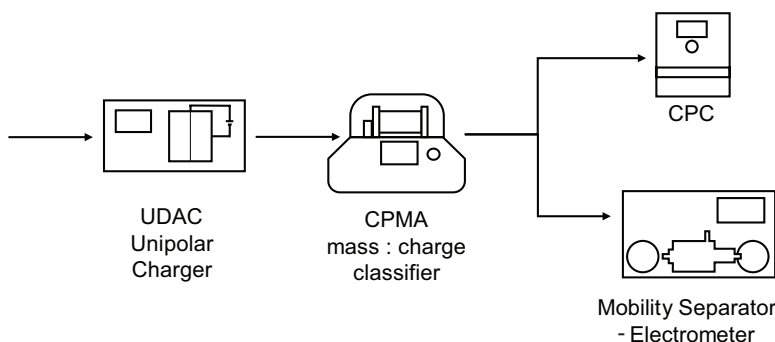 UDAC
Unipolar
Charger
CPMA
mass : charge
classifier
CPC
Mobility Separator
- Electrometer